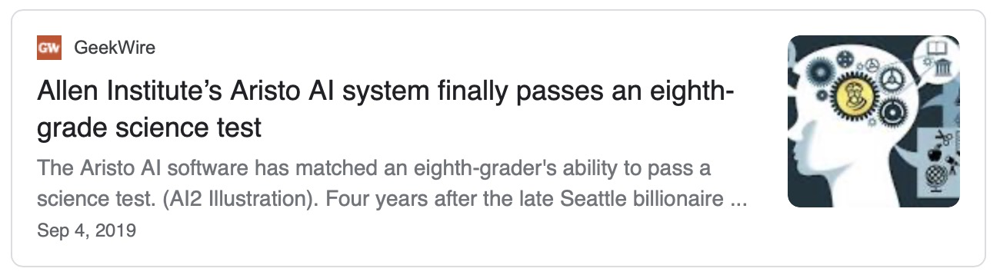 GW GeekWire
Allen Institute’s Aristo AI system finally passes an eighth-
grade science test
The Aristo AI software has matched an eighth-grader's ability to pass a
science test. (AI2 Illustration). Four years after the late Seattle billionaire ...
Sep 4, 2019